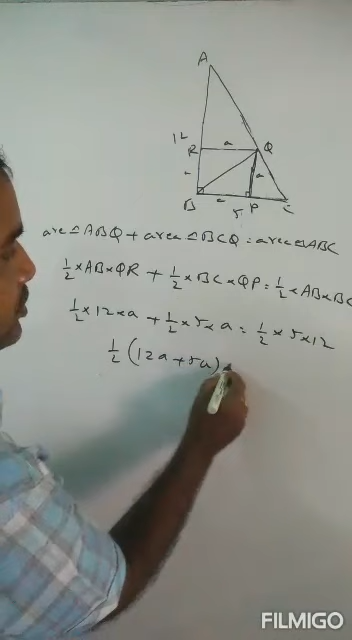 A
12
R a Q
a
B P C
5
area △ABQ + area △BCQ = area △ABC
1/2 × AB × QR + 1/2 × BC × QP = 1/2 × AB × BC
1/2 × 12 × a + 1/2 × 5 × a = 1/2 × 5 × 12
1/2 (12a + 5a)
FILMIGO